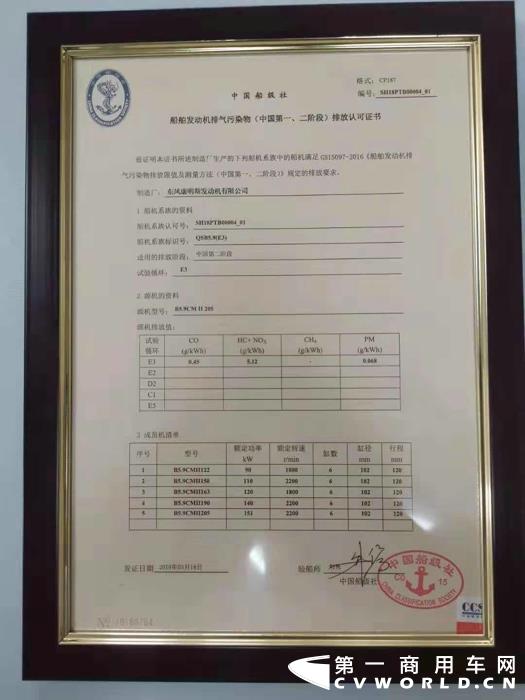 格式: CP187
中国船级社
编号: SH18PTB00004_01
船舶发动机排气污染物（中国第一、二阶段）排放认可证书
兹证明本证书所述制造厂生产的下列船机系族中的船机满足 GB15097-2016《船舶发动机排
气污染物排放限值及测量方法（中国第一、二阶段）》规定的排放要求。
制造厂: 东风康明斯发动机有限公司
1 船机系族的资料
船机系族认可号: SH18PTB00004_01
船机系族标识号: QSB5.9(E3)
适用的排放阶段: 中国第二阶段
试验循环: E3
2 源机的资料
源机型号: B5.9CM II 205
源机排放值:
试验循环 CO (g/kWh) HC+ NOX (g/kWh) CH4 (g/kWh) PM (g/kWh)
E3 0.45 5.12 - 0.068
E2
D2
C1
E5
3 成员机清单
序号 型号 额定功率 kW 额定转速 r/min 缸数 缸径 mm 行程 mm
1 B5.9CMII122 90 1800 6 102 120
2 B5.9CMII150 110 2200 6 102 120
3 B5.9CMII163 120 1800 6 102 120
4 B5.9CMII190 140 2200 6 102 120
5 B5.9CMII205 151 2200 6 102 120
发证日期 验船师
中国船级社
中国船级社
CO 15
CHINA CLASSIFICATION SOCIETY
CCS
第一商用车网
CVWORLD.CN